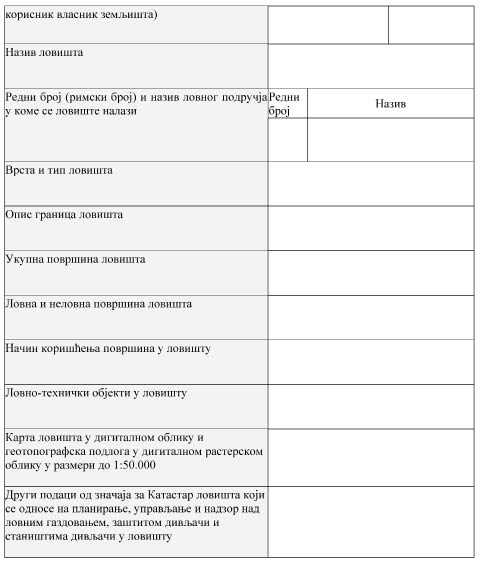 корисник власник земљишта)
Назив ловишта
Редни број (римски број) и назив ловног подручја
у коме се ловиште налази
Редни
број
Назив
Врста и тип ловишта
Опис граница ловишта
Укупна површина ловишта
Ловна и неловна површина ловишта
Начин коришћења површина у ловишту
Ловно-технички објекти у ловишту
Карта ловишта у дигиталном облику и
геотопографска подлога у дигиталном растерском
облику у размери до 1:50.000
Други подаци од значаја за Катастар ловишта који
се односе на планирање, управљање и надзор над
ловним газдовањем, заштитом дивљачи и
стаништима дивљачи у ловишту